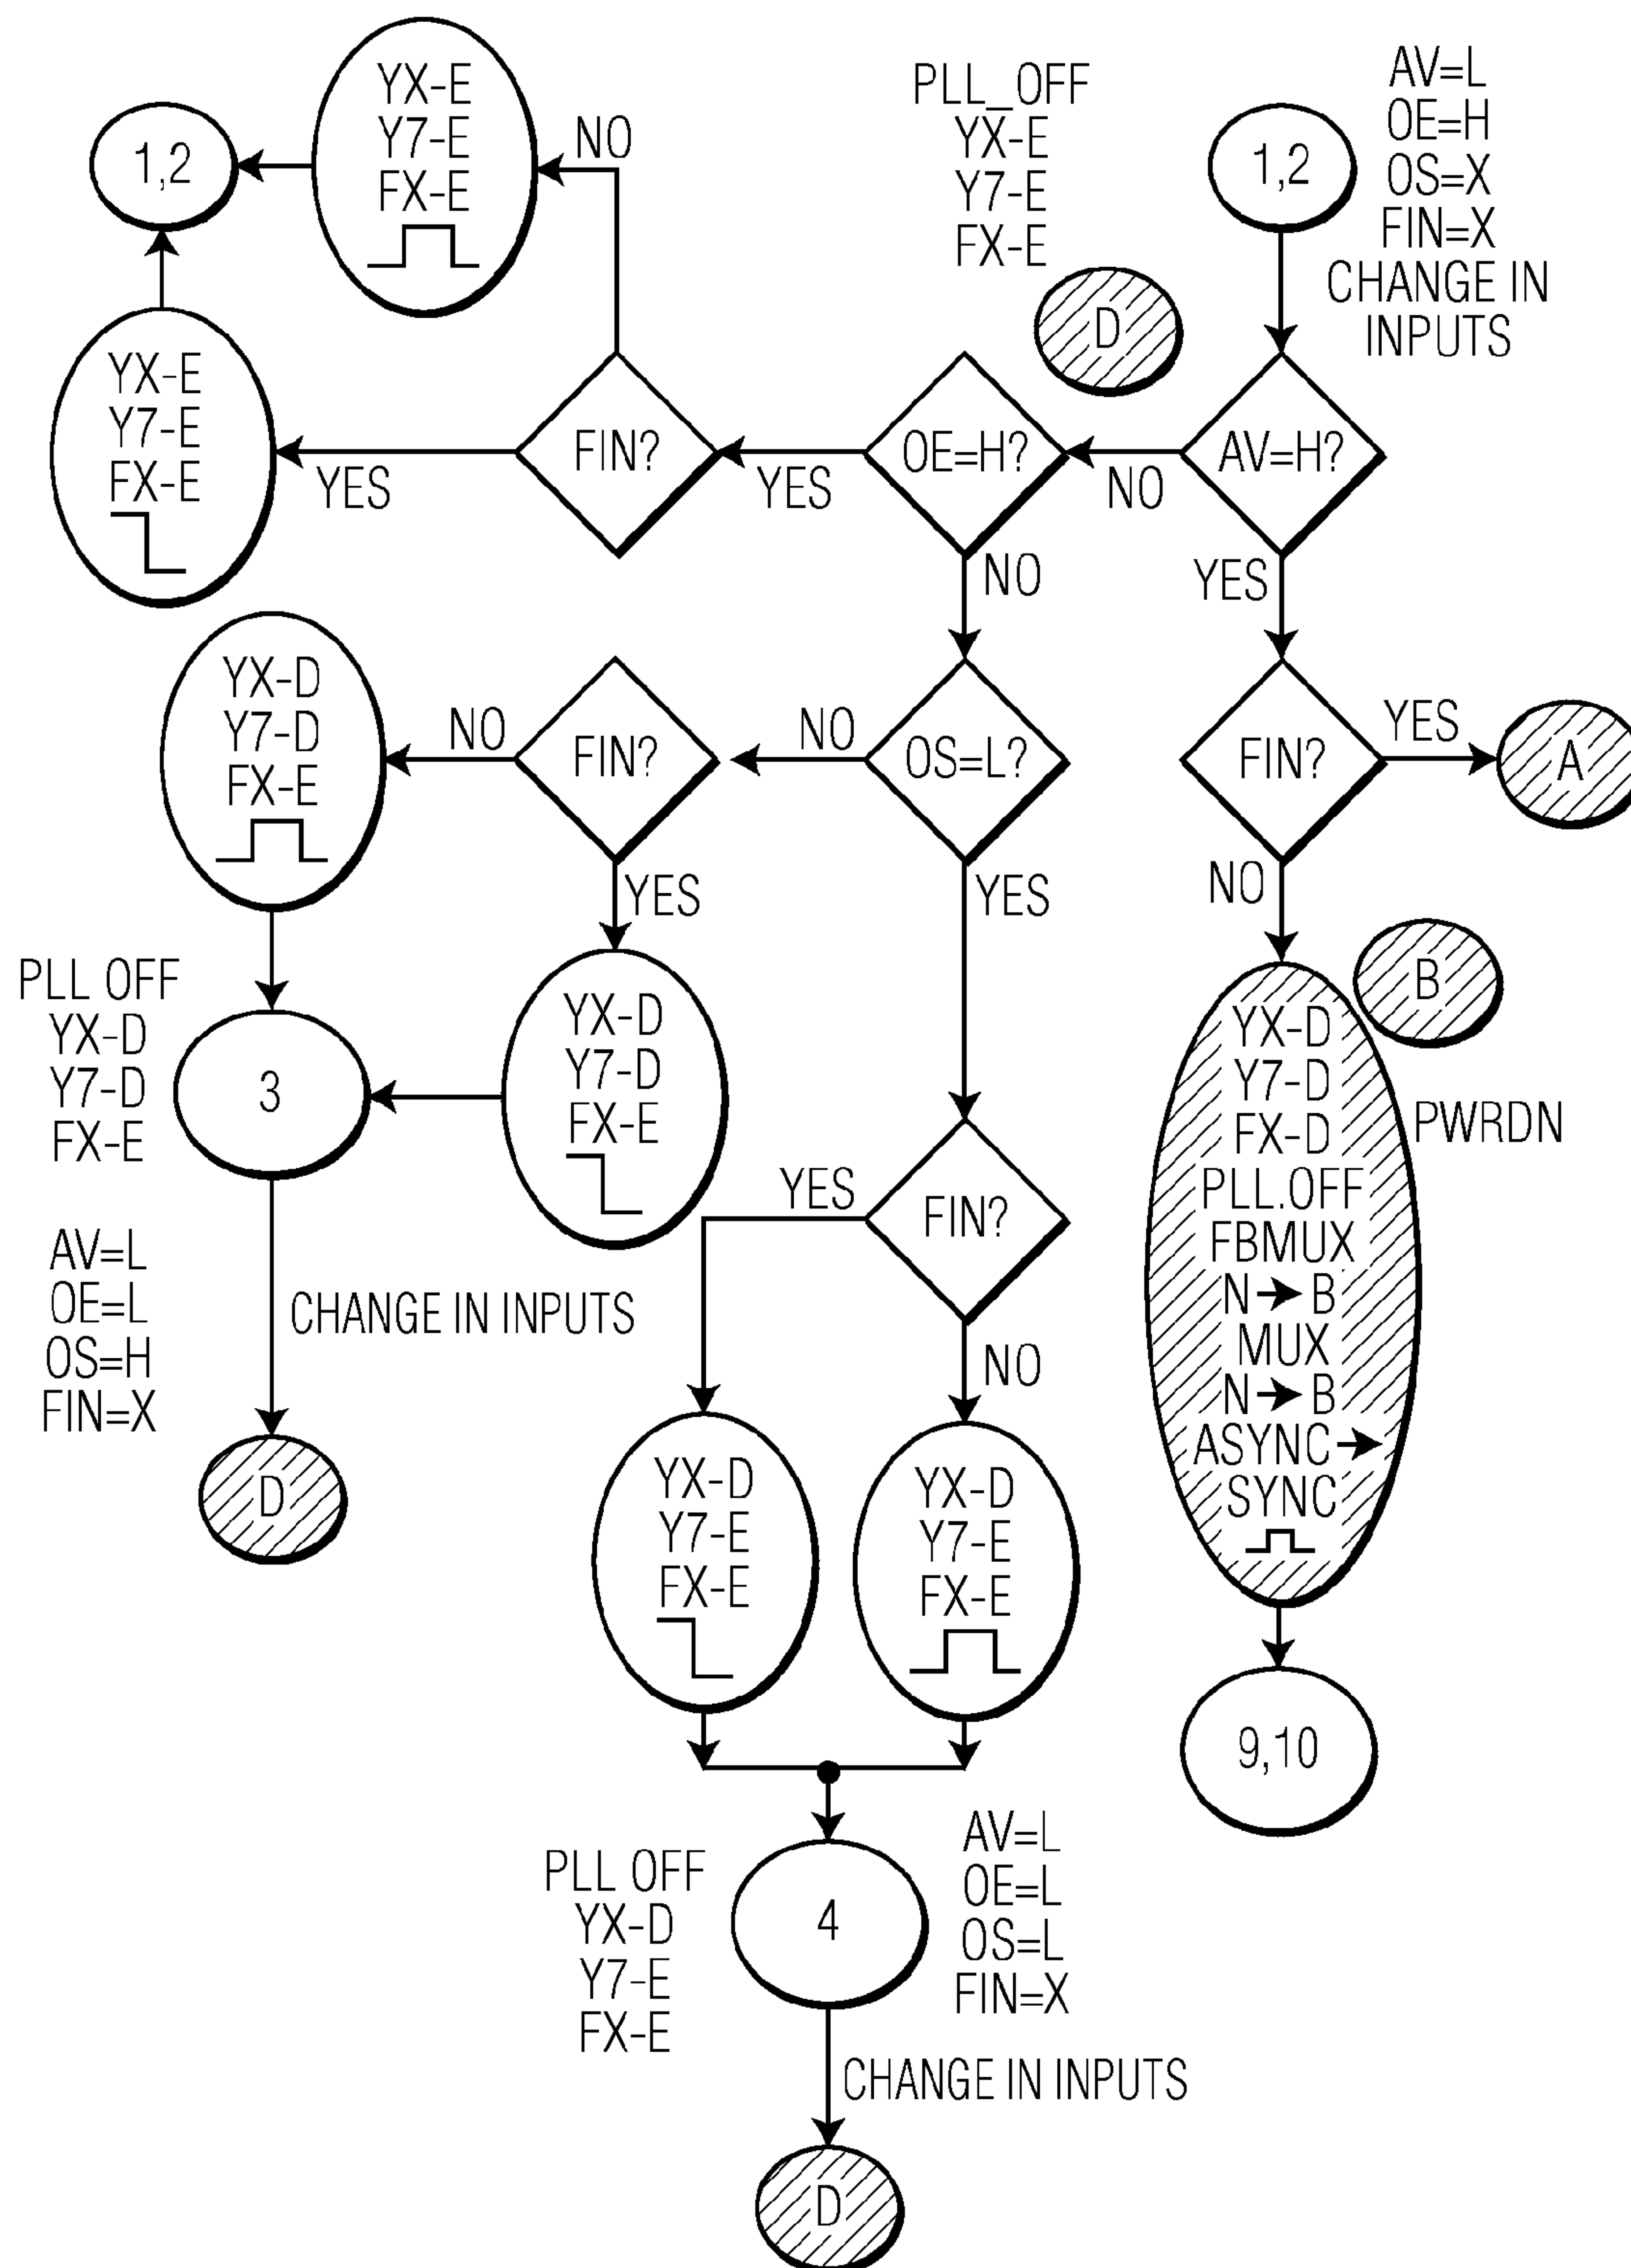 YX-E
Y7-E
FX-E
1,2
NO
PLL_OFF
YX-E
Y7-E
FX-E
1,2
AV=L
OE=H
OS=X
FIN=X
CHANGE IN
INPUTS
D
YX-E
Y7-E
FX-E
YES
FIN?
YES
OE=H?
NO
AV=H?
NO
YES
YX-D
Y7-D
FX-E
NO
FIN?
NO
OS=L?
FIN?
YES
A
YES
YES
NO
B
PLL OFF
YX-D
Y7-D
FX-E
3
YX-D
Y7-D
FX-E
YX-D
Y7-D
FX-D
PLL.OFF
FBMUX
N→B
MUX
N→B
ASYNC→
SYNC
PWRDN
YES
FIN?
NO
AV=L
OE=L
OS=H
FIN=X
CHANGE IN INPUTS
D
YX-D
Y7-E
FX-E
YX-D
Y7-E
FX-E
9,10
PLL OFF
YX-D
Y7-E
FX-E
4
AV=L
OE=L
OS=L
FIN=X
CHANGE IN INPUTS
D